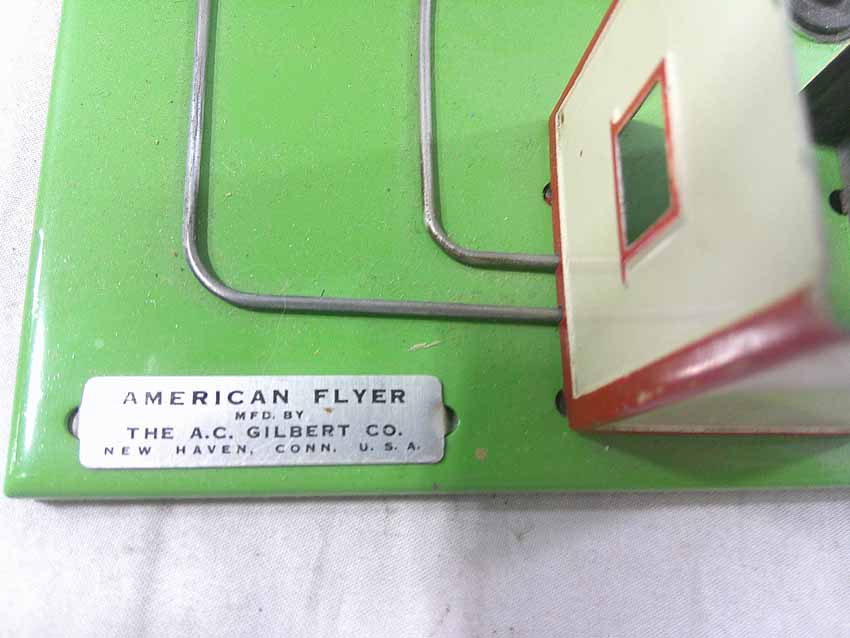 AMERICAN FLYER
MFD. BY
THE A.C. GILBERT CO.
NEW HAVEN, CONN. U.S.A.